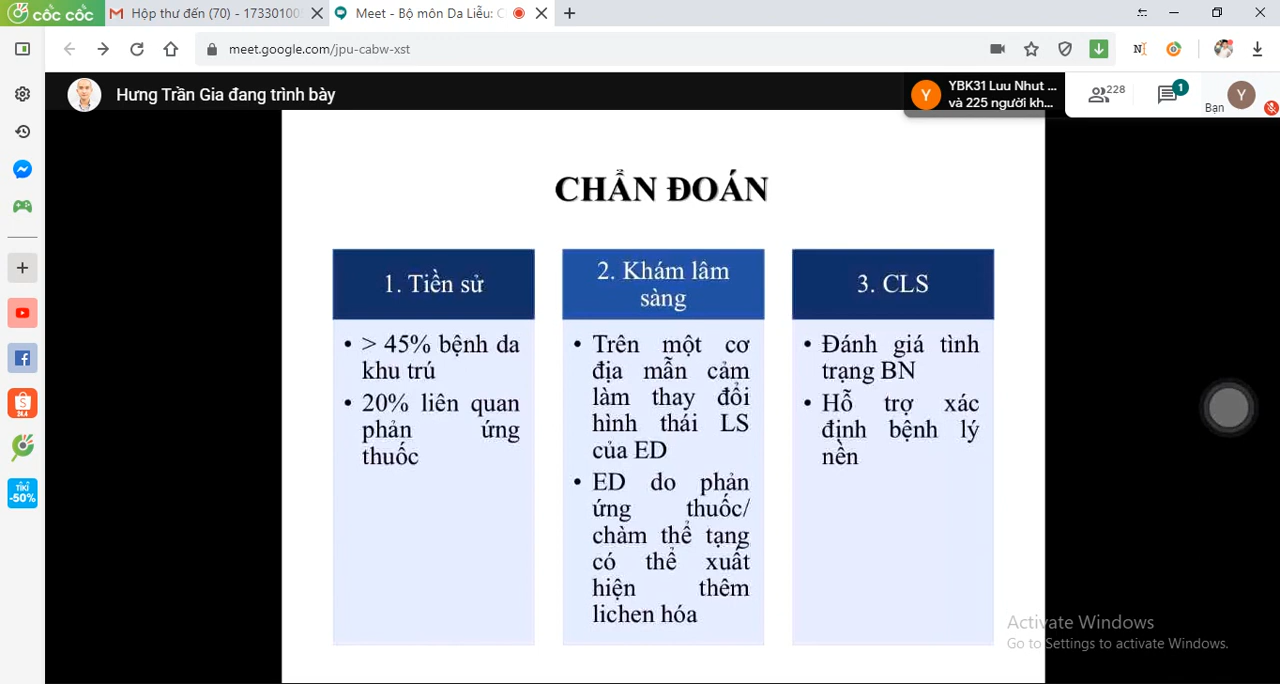 cốc cốc
Hộp thư đến (70) - 17330100
Meet - Bộ môn Da Liễu: C
meet.google.com/jpu-cabw-xst
Hưng Trần Gia đang trình bày
Y
YBK31 Luu Nhut ...
và 225 người kh...
228
1
Bạn
Y
CHẨN ĐOÁN
1. Tiền sử
• > 45% bệnh da
khu trú
• 20% liên quan
phản ứng
thuốc
2. Khám lâm
sàng
• Trên một cơ
địa mẫn cảm
làm thay đổi
hình thái LS
của ED
• ED do phản
ứng thuốc/
chàm thể tạng
có thể xuất
hiện thêm
lichen hóa
3. CLS
• Đánh giá tình
trạng BN
• Hỗ trợ xác
định bệnh lý
nền
TIKI
-50%
Activate Windows
Go to Settings to activate Windows.